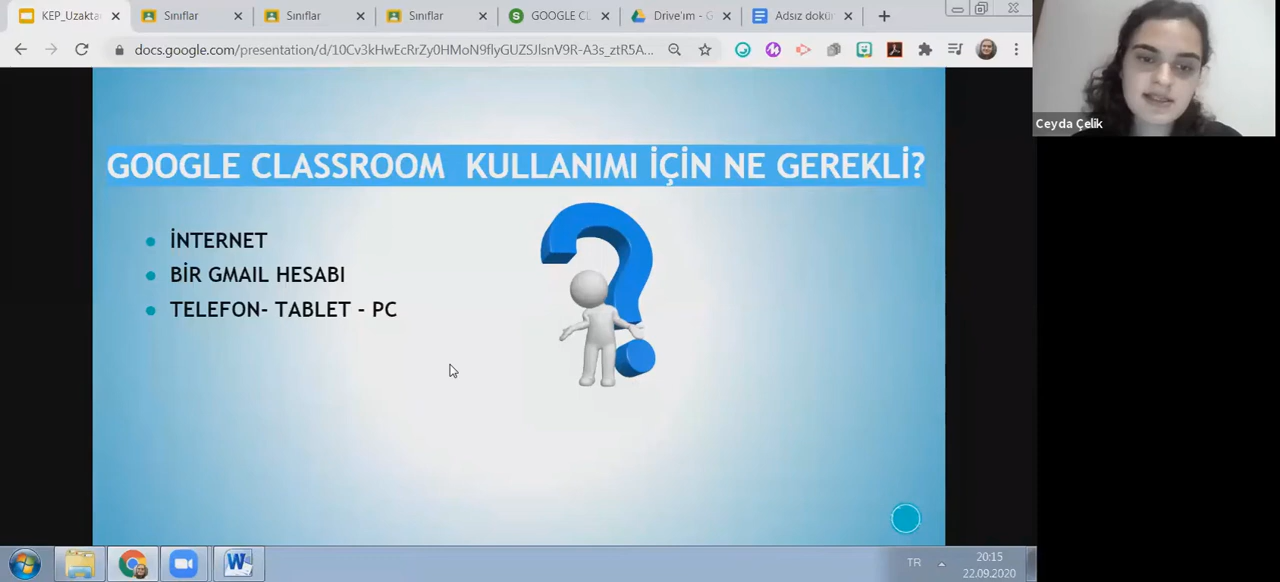 KEP_Uzakta
Sınıflar
Sınıflar
Sınıflar
GOOGLE CL
Drive'ım - G
Adsız dokü
docs.google.com/presentation/d/10Cv3kHwEcRrZy0HMoN9flyGUZSJlsnV9R-A3s_ztR5A...
Ceyda Çelik
GOOGLE CLASSROOM KULLANIMI İÇİN NE GEREKLİ?
İNTERNET
BİR GMAIL HESABI
TELEFON- TABLET - PC
TR
20:15
22.09.2020